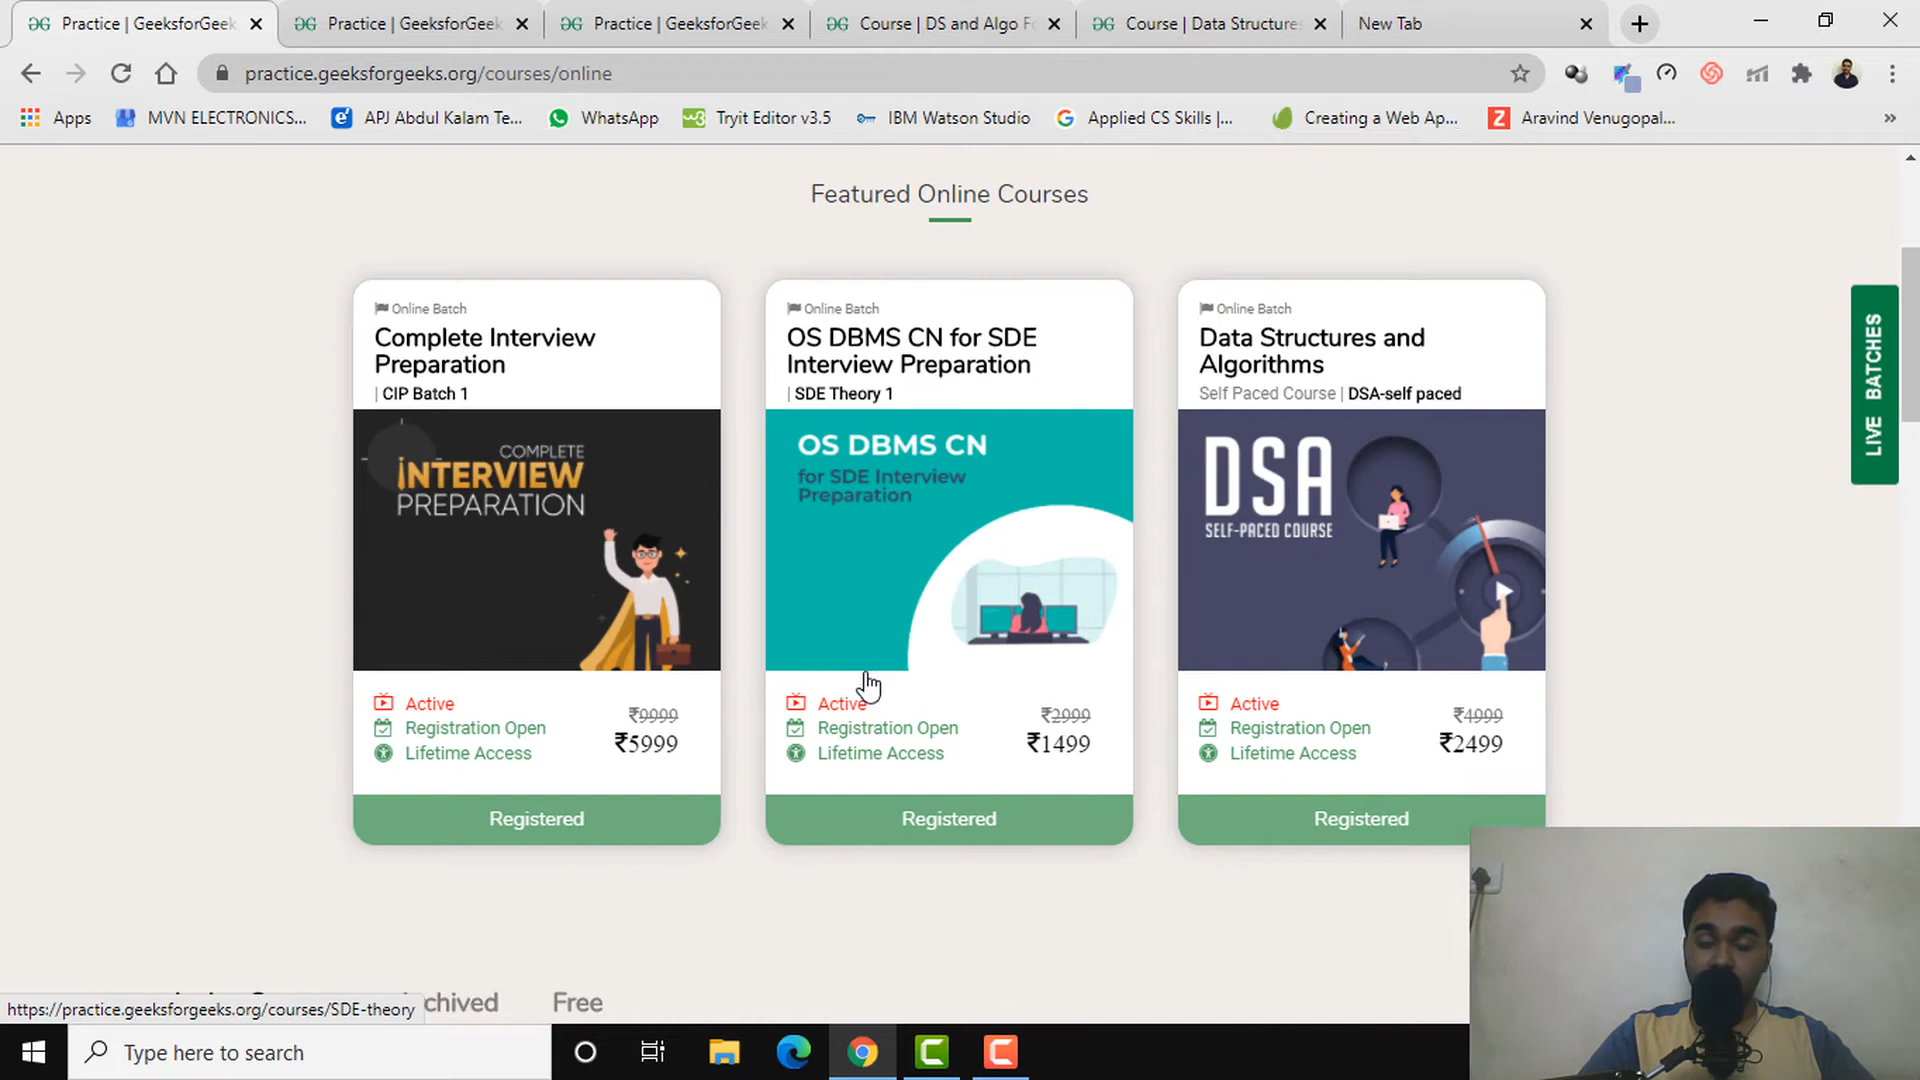 Practice | GeeksforGeek
Practice | GeeksforGeek
Practice | GeeksforGeek
Course | DS and Algo F
Course | Data Structure
New Tab
practice.geeksforgeeks.org/courses/online
Apps
MVN ELECTRONICS...
APJ Abdul Kalam Te...
WhatsApp
Tryit Editor v3.5
IBM Watson Studio
Applied CS Skills |...
Creating a Web Ap...
Aravind Venugopal...
Featured Online Courses
Online Batch
Complete Interview
Preparation
| CIP Batch 1
COMPLETE
INTERVIEW
PREPARATION
Active
Registration Open
Lifetime Access
₹9999
₹5999
Registered
Online Batch
OS DBMS CN for SDE
Interview Preparation
| SDE Theory 1
OS DBMS CN
for SDE Interview
Preparation
Active
Registration Open
Lifetime Access
₹2999
₹1499
Registered
Online Batch
Data Structures and
Algorithms
Self Paced Course | DSA-self paced
DSA
SELF-PACED COURSE
Active
Registration Open
Lifetime Access
₹4999
₹2499
Registered
LIVE BATCHES
chived
Free
https://practice.geeksforgeeks.org/courses/SDE-theory
Type here to search